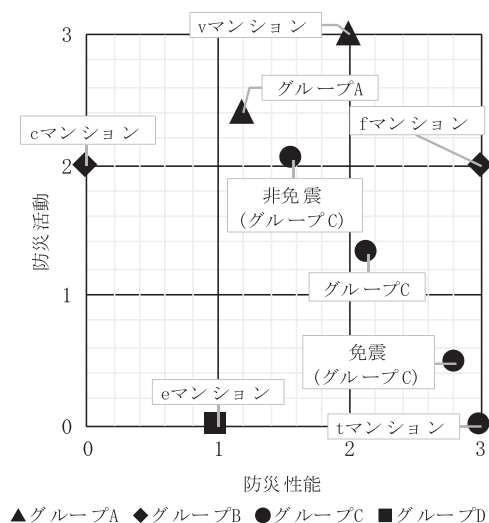 vマンション
3
グループA
cマンション
fマンション
2
非免震
(グループC)
防災活動
グループC
1
免震
(グループC)
eマンション
tマンション
0
0
1
2
3
防災性能
▲グループA ◆グループB ●グループC ■グループD